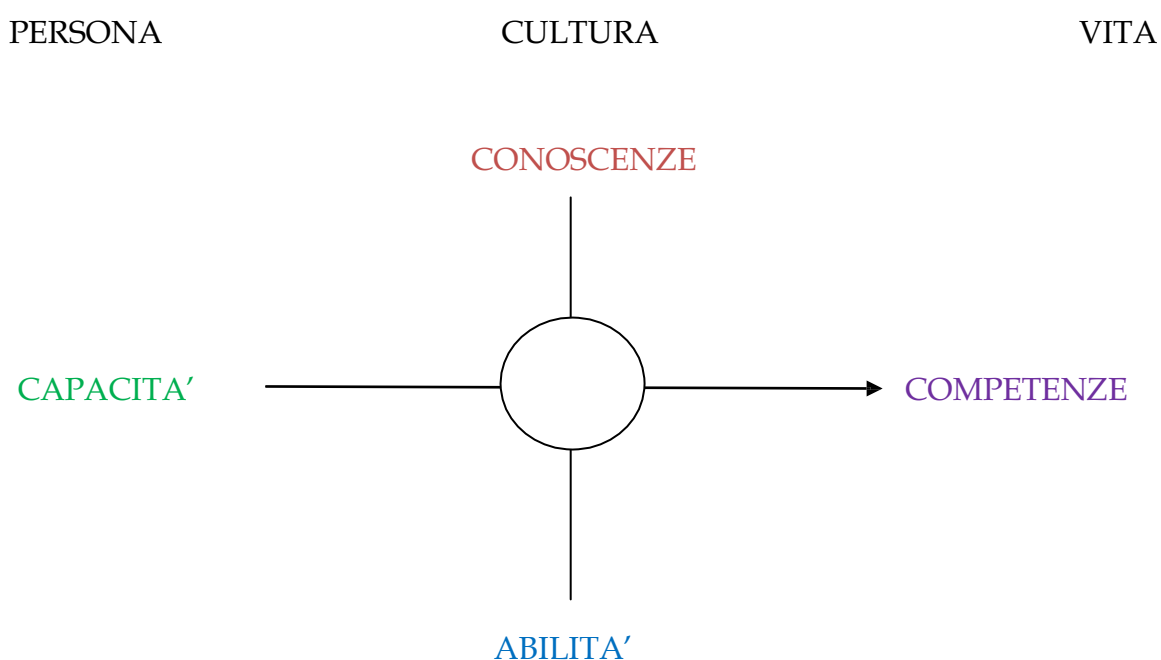 PERSONA CULTURA VITA
CONOSCENZE
CAPACITA’ COMPETENZE
ABILITA’